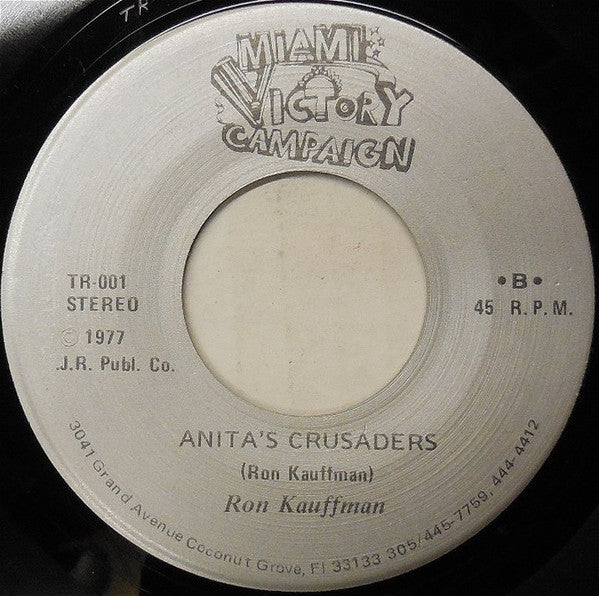 TR
MIAMI
VICTORY
CAMPAIGN
TR-001
STEREO
© 1977
.J.R. Publ. Co.
• B •
45 R.P.M.
ANITA'S CRUSADERS
(Ron Kauffman)
Ron Kauffman
3041 Grand Avenue Coconut Grove, Fl 33133 305/445-7759, 444-4412